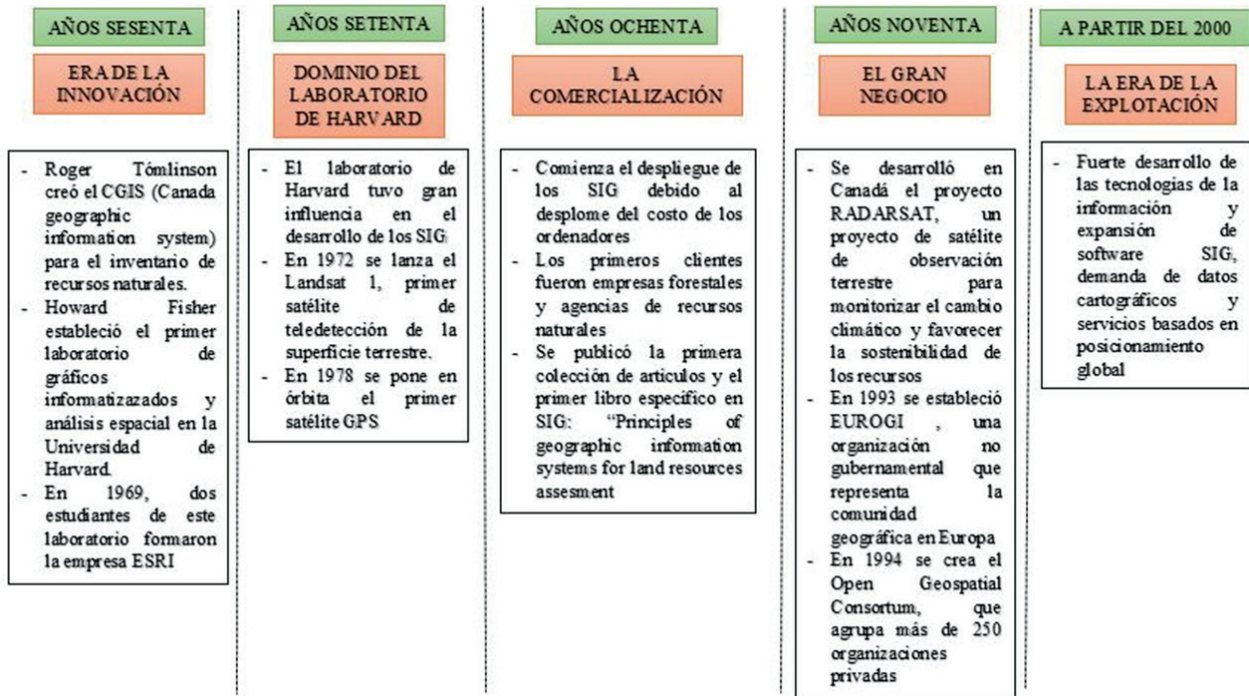 AÑOS SESENTA
ERA DE LA
INNOVACIÓN
- Roger Tómlinson
creó el CGIS (Canada
geographic
information system)
para el inventario de
recursos naturales.
- Howard Fisher
estableció el primer
laboratorio de
gráficos
informatizazados y
análisis espacial en la
Universidad de
Harvard.
- En 1969, dos
estudiantes de este
laboratorio formaron
la empresa ESRI
AÑOS SETENTA
DOMINIO DEL
LABORATORIO
DE HARVARD
- El laboratorio de
Harvard tuvo gran
influencia en el
desarrollo de los SIG
- En 1972 se lanza el
Landsat 1, primer
satélite de
teledetección de la
superficie terrestre.
- En 1978 se pone en
órbita el primer
satélite GPS
AÑOS OCHENTA
LA
COMERCIALIZACIÓN
- Comienza el despliegue de
los SIG debido al
desplome del costo de los
ordenadores
- Los primeros clientes
fueron empresas forestales
y agencias de recursos
naturales
- Se publicó la primera
colección de artículos y el
primer libro especifico en
SIG: “Principles of
geographic information
systems for land resources
assesment
AÑOS NOVENTA
EL GRAN
NEGOCIO
- Se desarrolló en
Canadá el proyecto
RADARSAT, un
proyecto de satélite
de observación
terrestre para
monitorizar el cambio
climático y favorecer
la sostenibilidad de
los recursos
- En 1993 se estableció
EUROGI , una
organización no
gubernamental que
representa la
comunidad
geográfica en Europa
- En 1994 se crea el
Open Geospatial
Consortum, que
agrupa más de 250
organizaciones
privadas
A PARTIR DEL 2000
LA ERA DE LA
EXPLOTACIÓN
- Fuerte desarrollo de
las tecnologías de la
información y
expansión de
software SIG,
demanda de datos
cartográficos y
servicios basados en
posicionamiento
global